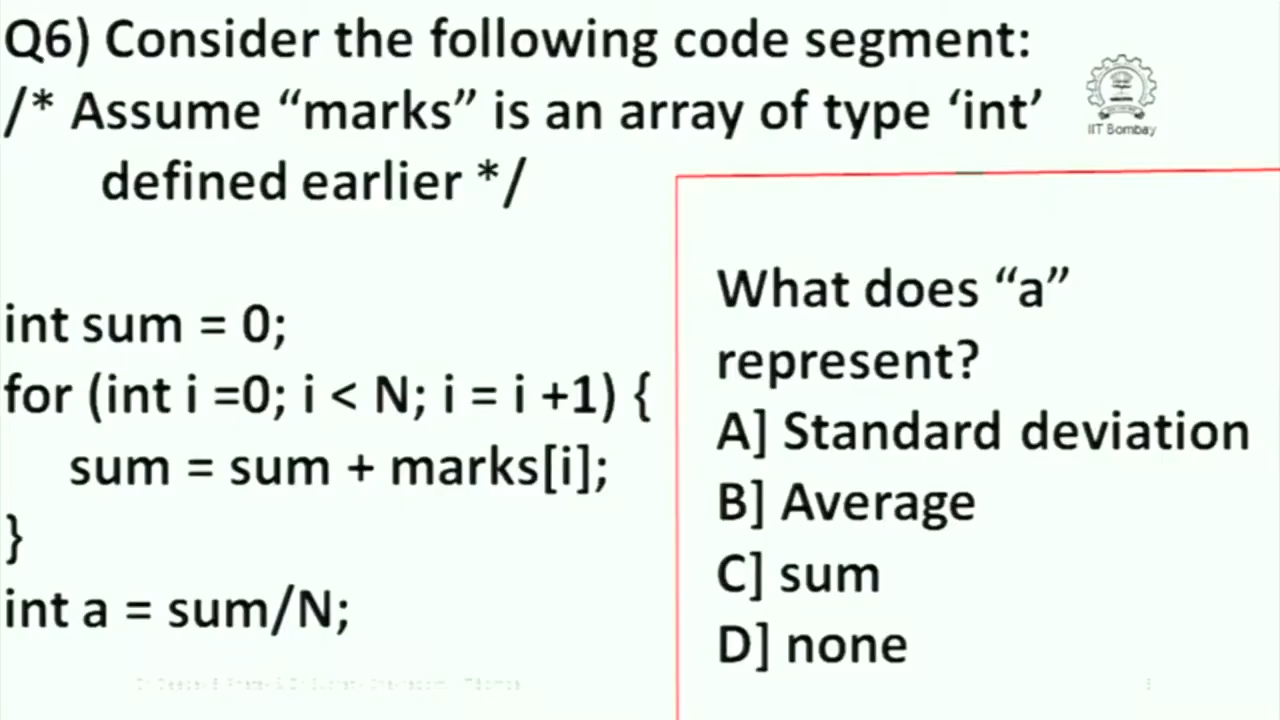 Q6) Consider the following code segment:
/* Assume “marks” is an array of type ‘int’
defined earlier */
IIT Bombay
int sum = 0;
for (int i =0; i < N; i = i +1) {
sum = sum + marks[i];
}
int a = sum/N;
What does “a”
represent?
A] Standard deviation
B] Average
C] sum
D] none